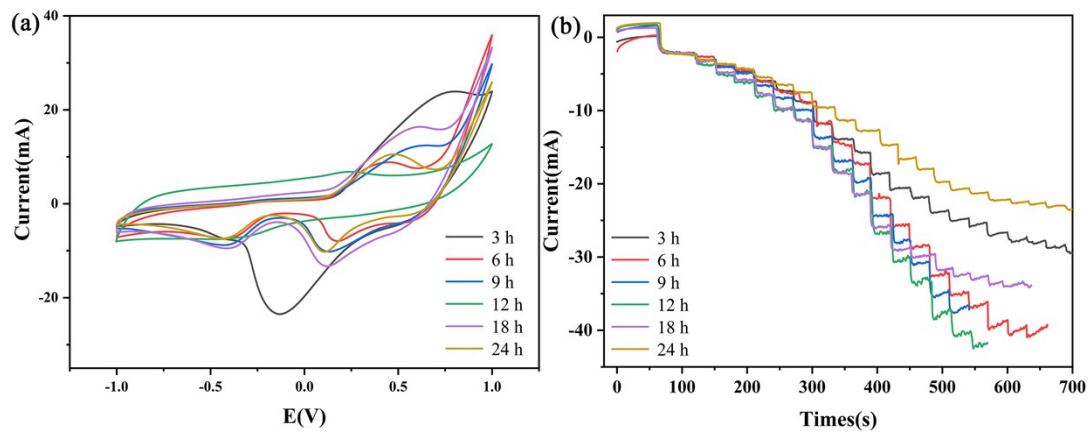 (a)
40
20
0
-20
Current(mA)
-1.0
-0.5
0.0
0.5
1.0
E(V)
3 h
6 h
9 h
12 h
18 h
24 h
(b)
0
-10
-20
-30
-40
Current(mA)
0
100
200
300
400
500
600
700
Times(s)
3 h
6 h
9 h
12 h
18 h
24 h